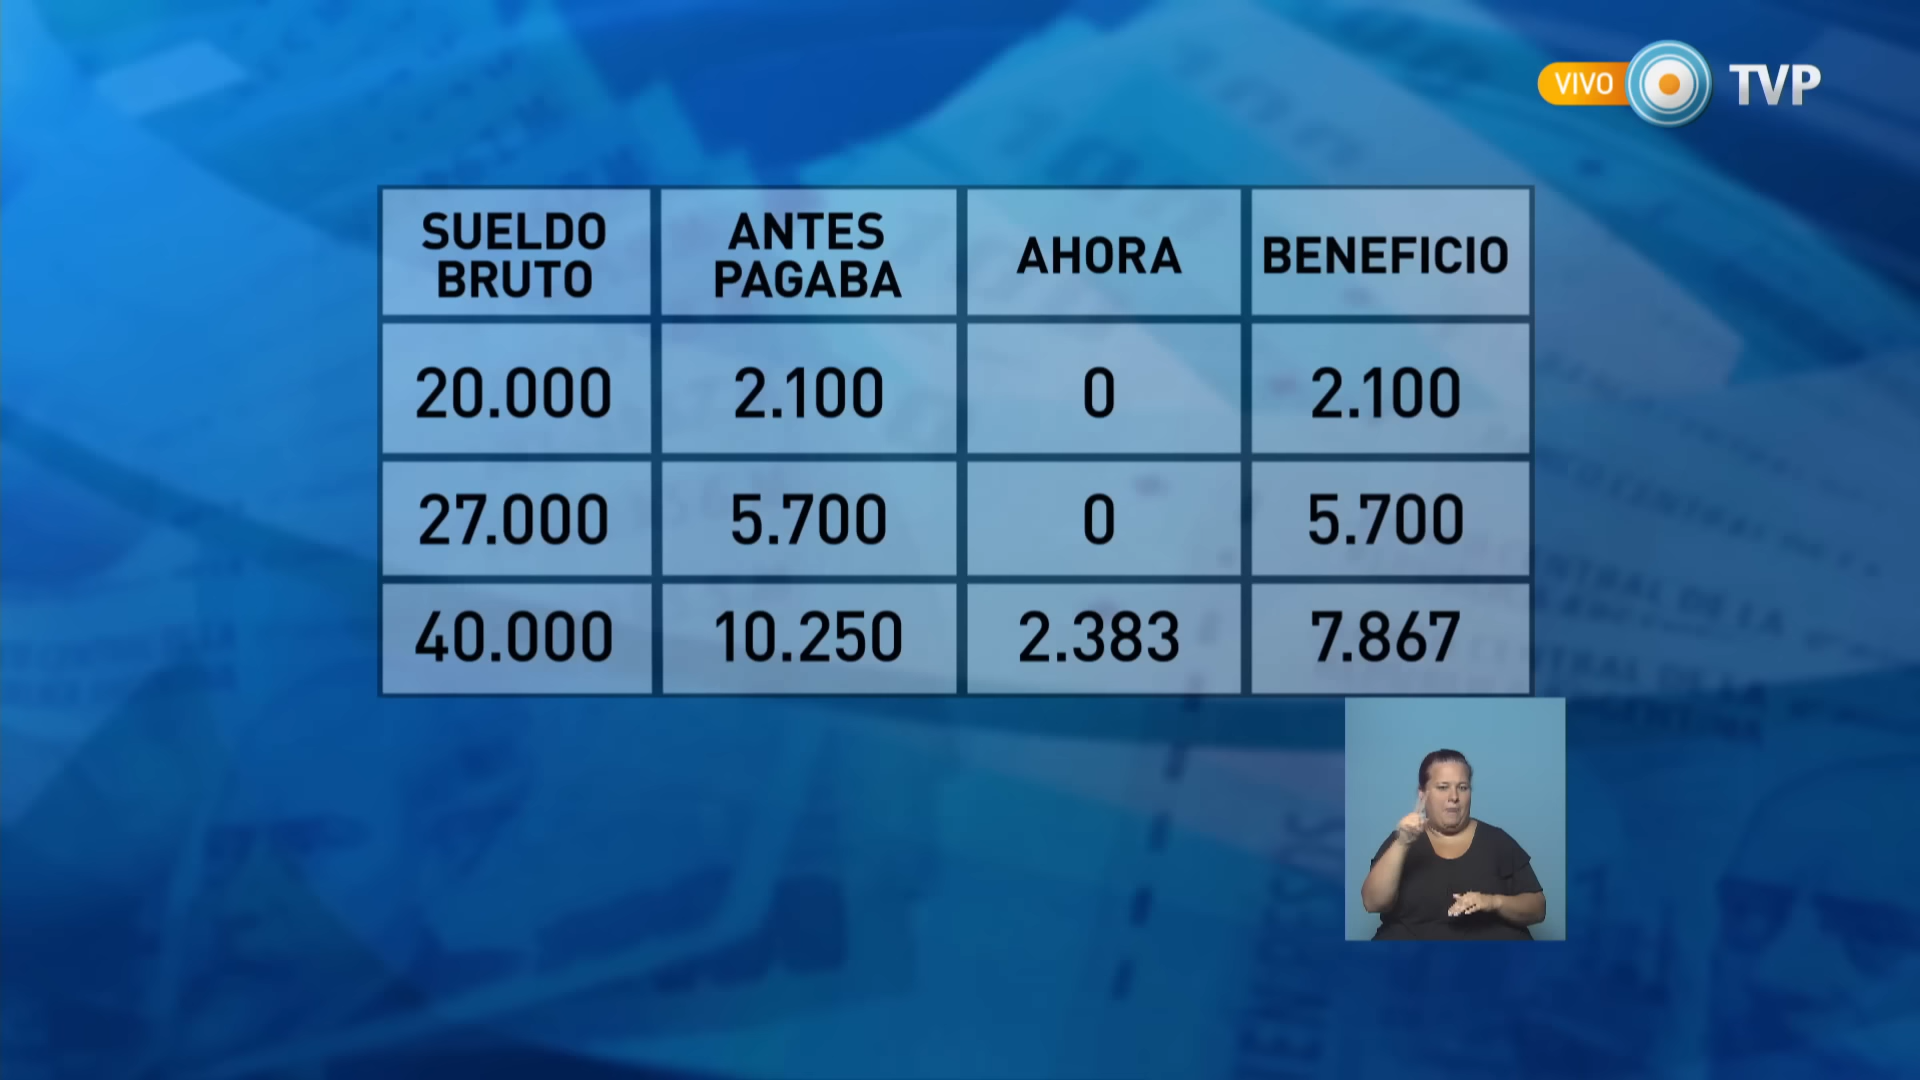 VIVO
TVP
SUELDO BRUTO ANTES PAGABA AHORA BENEFICIO
20.000 2.100 0 2.100
27.000 5.700 0 5.700
40.000 10.250 2.383 7.867